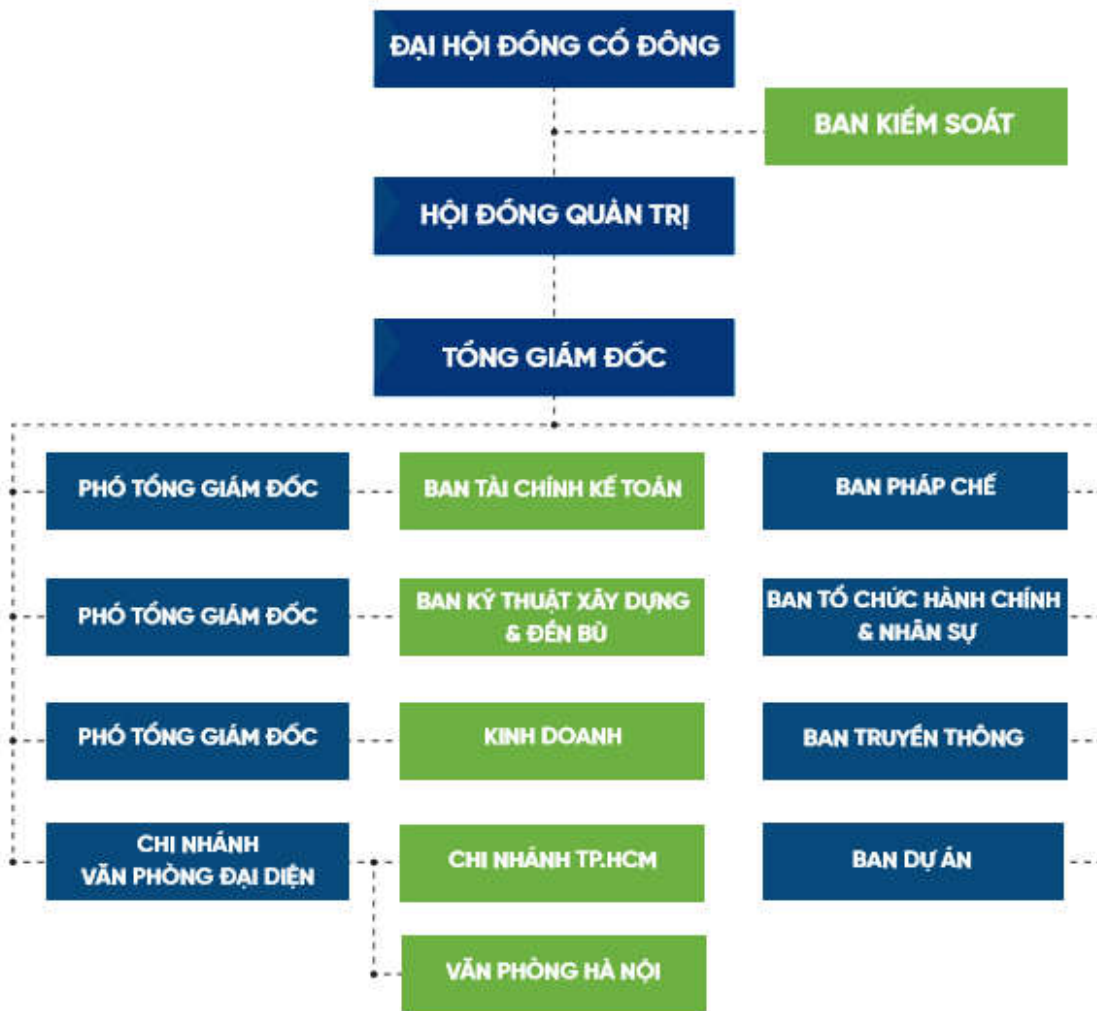 ĐẠI HỘI ĐỒNG CỔ ĐÔNG
BAN KIỂM SOÁT
HỘI ĐỒNG QUẢN TRỊ
TỔNG GIÁM ĐỐC
PHÓ TỔNG GIÁM ĐỐC
BAN TÀI CHÍNH KẾ TOÁN
BAN PHÁP CHẾ
PHÓ TỔNG GIÁM ĐỐC
BAN KỸ THUẬT XÂY DỰNG
& ĐỀN BÙ
BAN TỔ CHỨC HÀNH CHÍNH
& NHÂN SỰ
PHÓ TỔNG GIÁM ĐỐC
KINH DOANH
BAN TRUYỀN THÔNG
CHI NHÁNH
VĂN PHÒNG ĐẠI DIỆN
CHI NHÁNH TP.HCM
BAN DỰ ÁN
VĂN PHÒNG HÀ NỘI